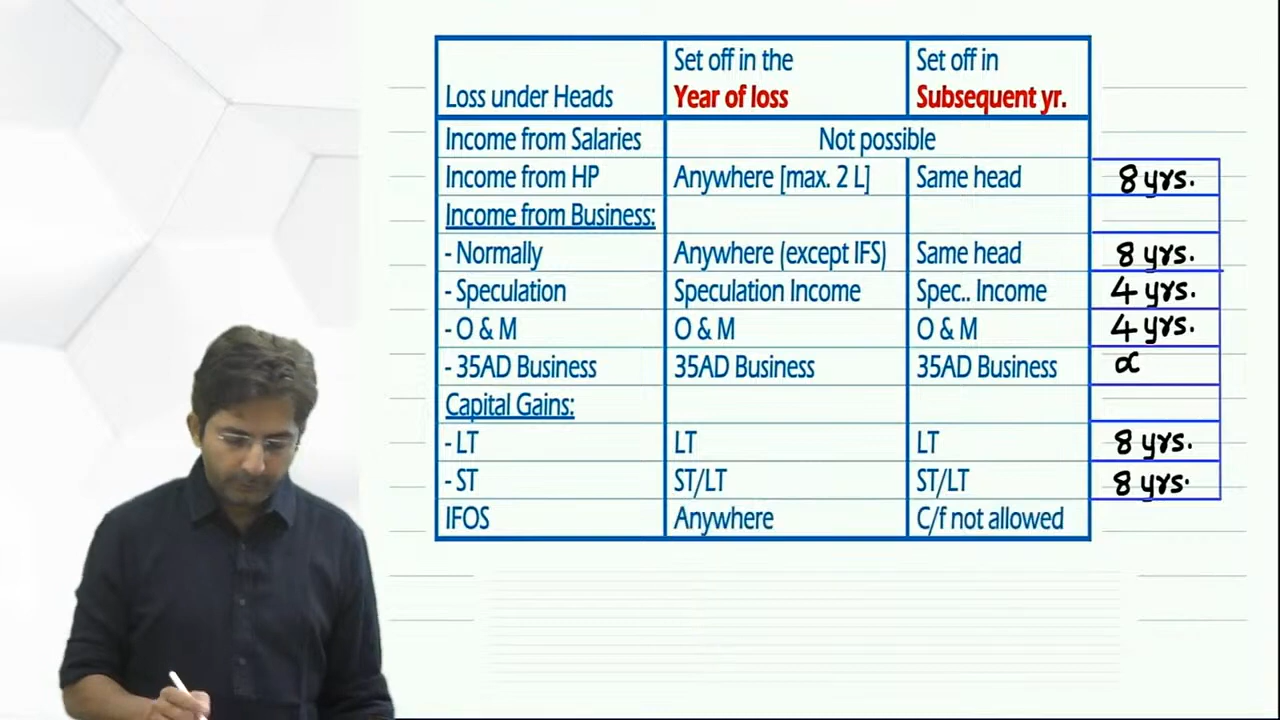 Loss under Heads Set off in the Year of loss Set off in Subsequent yr.
Income from Salaries Not possible
Income from HP Anywhere [max. 2 L] Same head 8 yrs.
Income from Business:
- Normally Anywhere (except IFS) Same head 8 yrs.
- Speculation Speculation Income Spec.. Income 4 yrs.
- O & M O & M O & M 4 yrs.
- 35AD Business 35AD Business 35AD Business ∝
Capital Gains:
- LT LT LT 8 yrs.
- ST ST/LT ST/LT 8 yrs.
IFOS Anywhere C/f not allowed